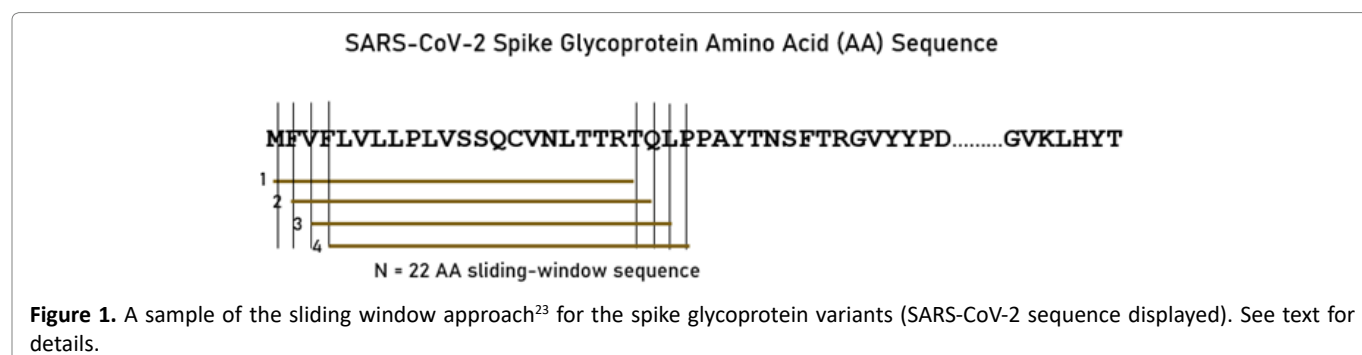 SARS-CoV-2 Spike Glycoprotein Amino Acid (AA) Sequence
MFVFLVLLPLVSSQCVNLTTRTQLPPAYTNSFTRGVYYPD.........GVKLHYT
1
2
3
4
N = 22 AA sliding-window sequence
Figure 1. A sample of the sliding window approach23 for the spike glycoprotein variants (SARS-CoV-2 sequence displayed). See text for
details.